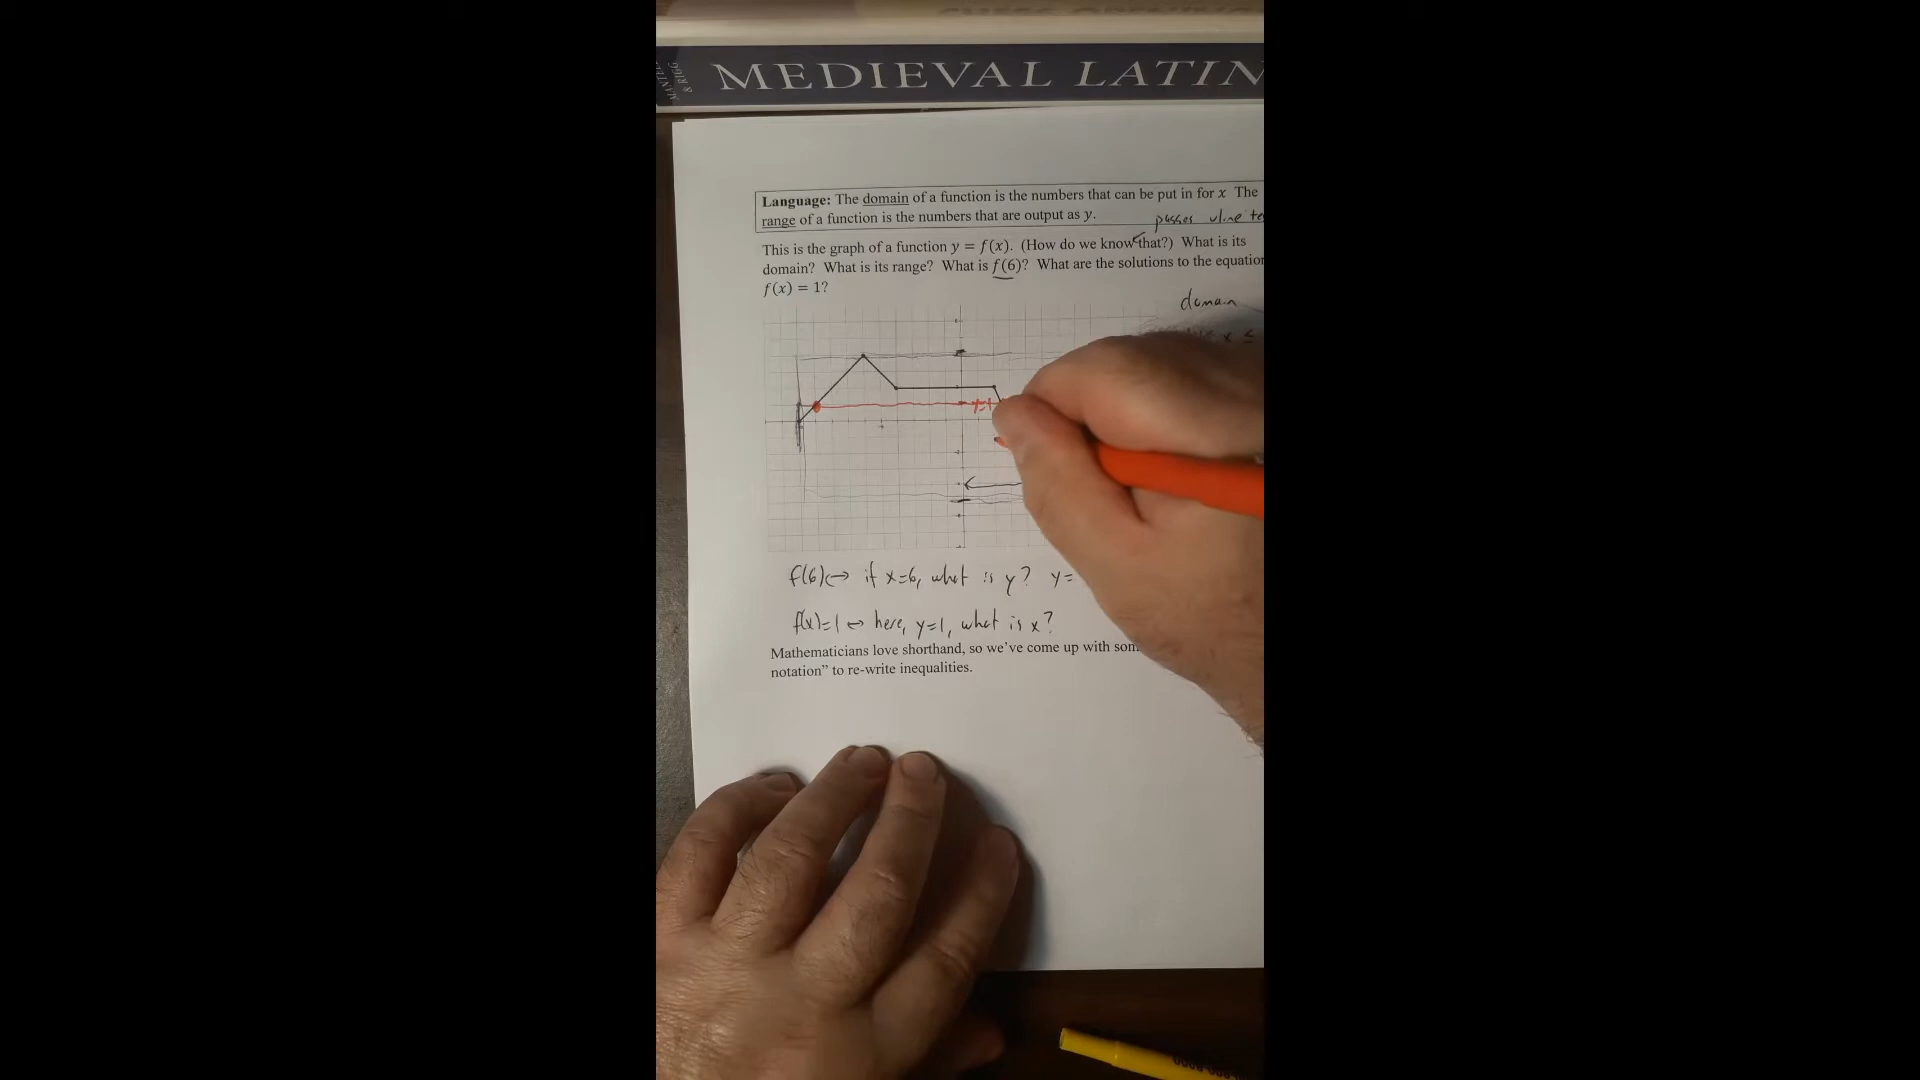 MANTEL & RIGG
MEDIEVAL LATIN
Language: The domain of a function is the numbers that can be put in for x The
range of a function is the numbers that are output as y.
passes vline
This is the graph of a function y = f(x). (How do we know that?) What is its
domain? What is its range? What is f(6)? What are the solutions to the equation
f(x) = 1?
domain
x ≤
y=1
f(6) ↔ if x=6, what is y? y=
f(x)=1 ↔ here, y=1, what is x?
Mathematicians love shorthand, so we've come up with
notation" to re-write inequalities.